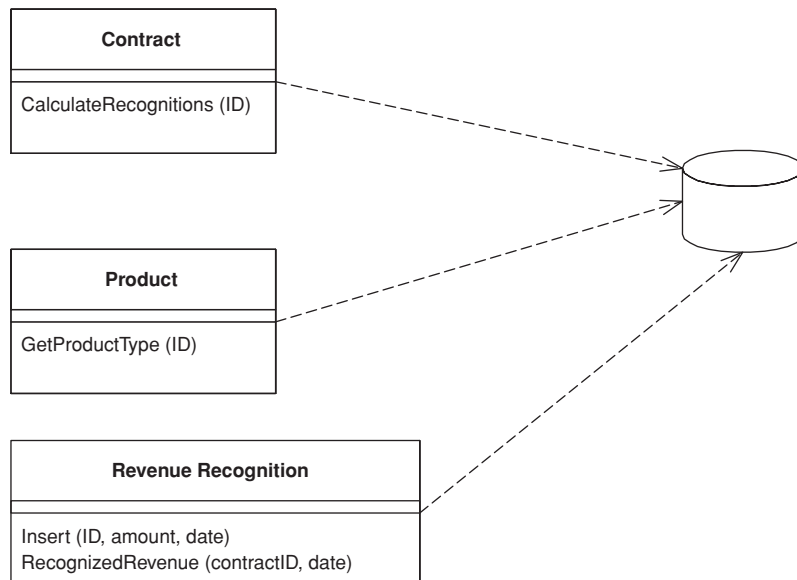 Contract
CalculateRecognitions (ID)
Product
GetProductType (ID)
Revenue Recognition
Insert (ID, amount, date)
RecognizedRevenue (contractID, date)